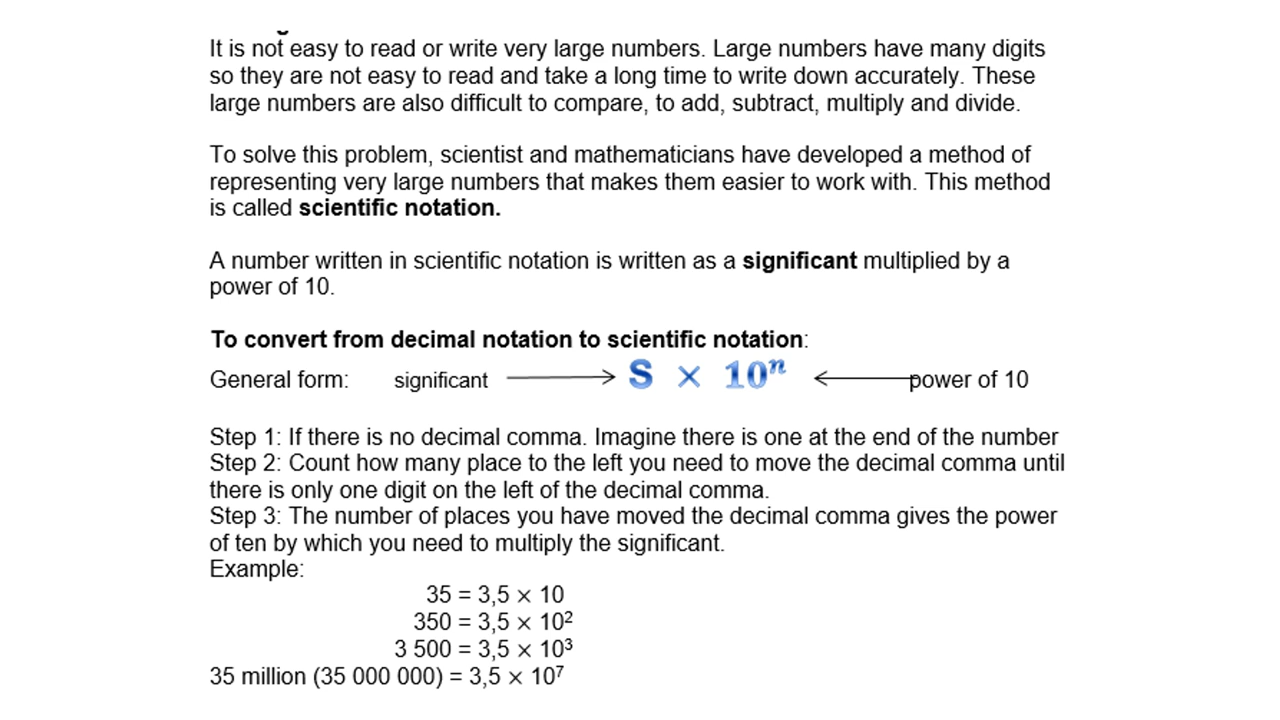 It is not easy to read or write very large numbers. Large numbers have many digits
so they are not easy to read and take a long time to write down accurately. These
large numbers are also difficult to compare, to add, subtract, multiply and divide.
To solve this problem, scientist and mathematicians have developed a method of
representing very large numbers that makes them easier to work with. This method
is called scientific notation.
A number written in scientific notation is written as a significant multiplied by a
power of 10.
To convert from decimal notation to scientific notation:
General form: significant S × 10ⁿ power of 10
Step 1: If there is no decimal comma. Imagine there is one at the end of the number
Step 2: Count how many place to the left you need to move the decimal comma until
there is only one digit on the left of the decimal comma.
Step 3: The number of places you have moved the decimal comma gives the power
of ten by which you need to multiply the significant.
Example:
35 = 3,5 × 10
350 = 3,5 × 10²
3 500 = 3,5 × 10³
35 million (35 000 000) = 3,5 × 10⁷